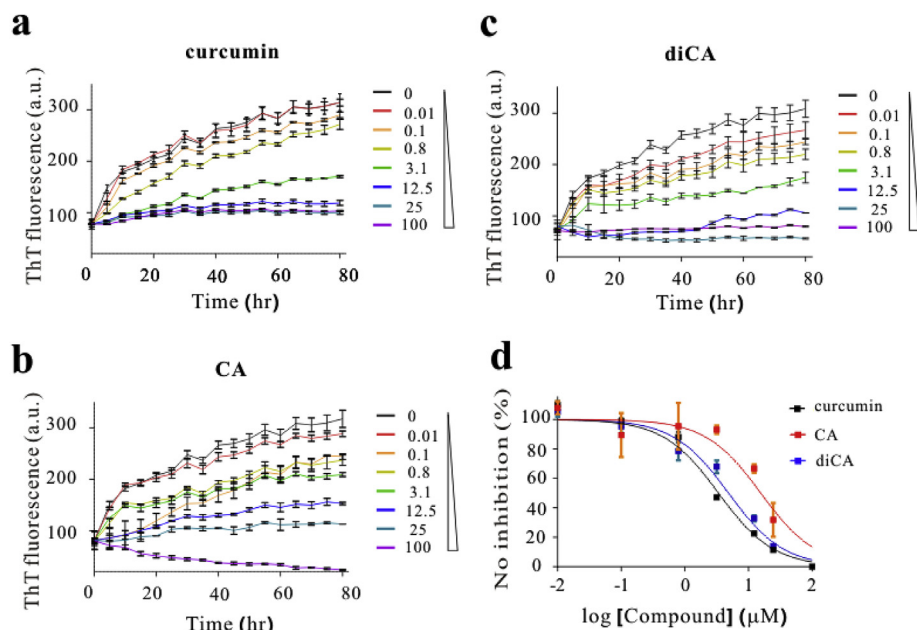 a
curcumin
ThT fluorescence (a.u.)
300
200
100
0 20 40 60 80
Time (hr)
0
0.01
0.1
0.8
3.1
12.5
25
100
c
diCA
ThT fluorescence (a.u.)
300
200
100
0 20 40 60 80
Time (hr)
0
0.01
0.1
0.8
3.1
12.5
25
100
b
CA
ThT fluorescence (a.u.)
300
200
100
0 20 40 60 80
Time (hr)
0
0.01
0.1
0.8
3.1
12.5
25
100
d
No inhibition (%)
100
80
60
40
20
0
-2 -1 0 1 2
log [Compound] (μM)
curcumin
CA
diCA